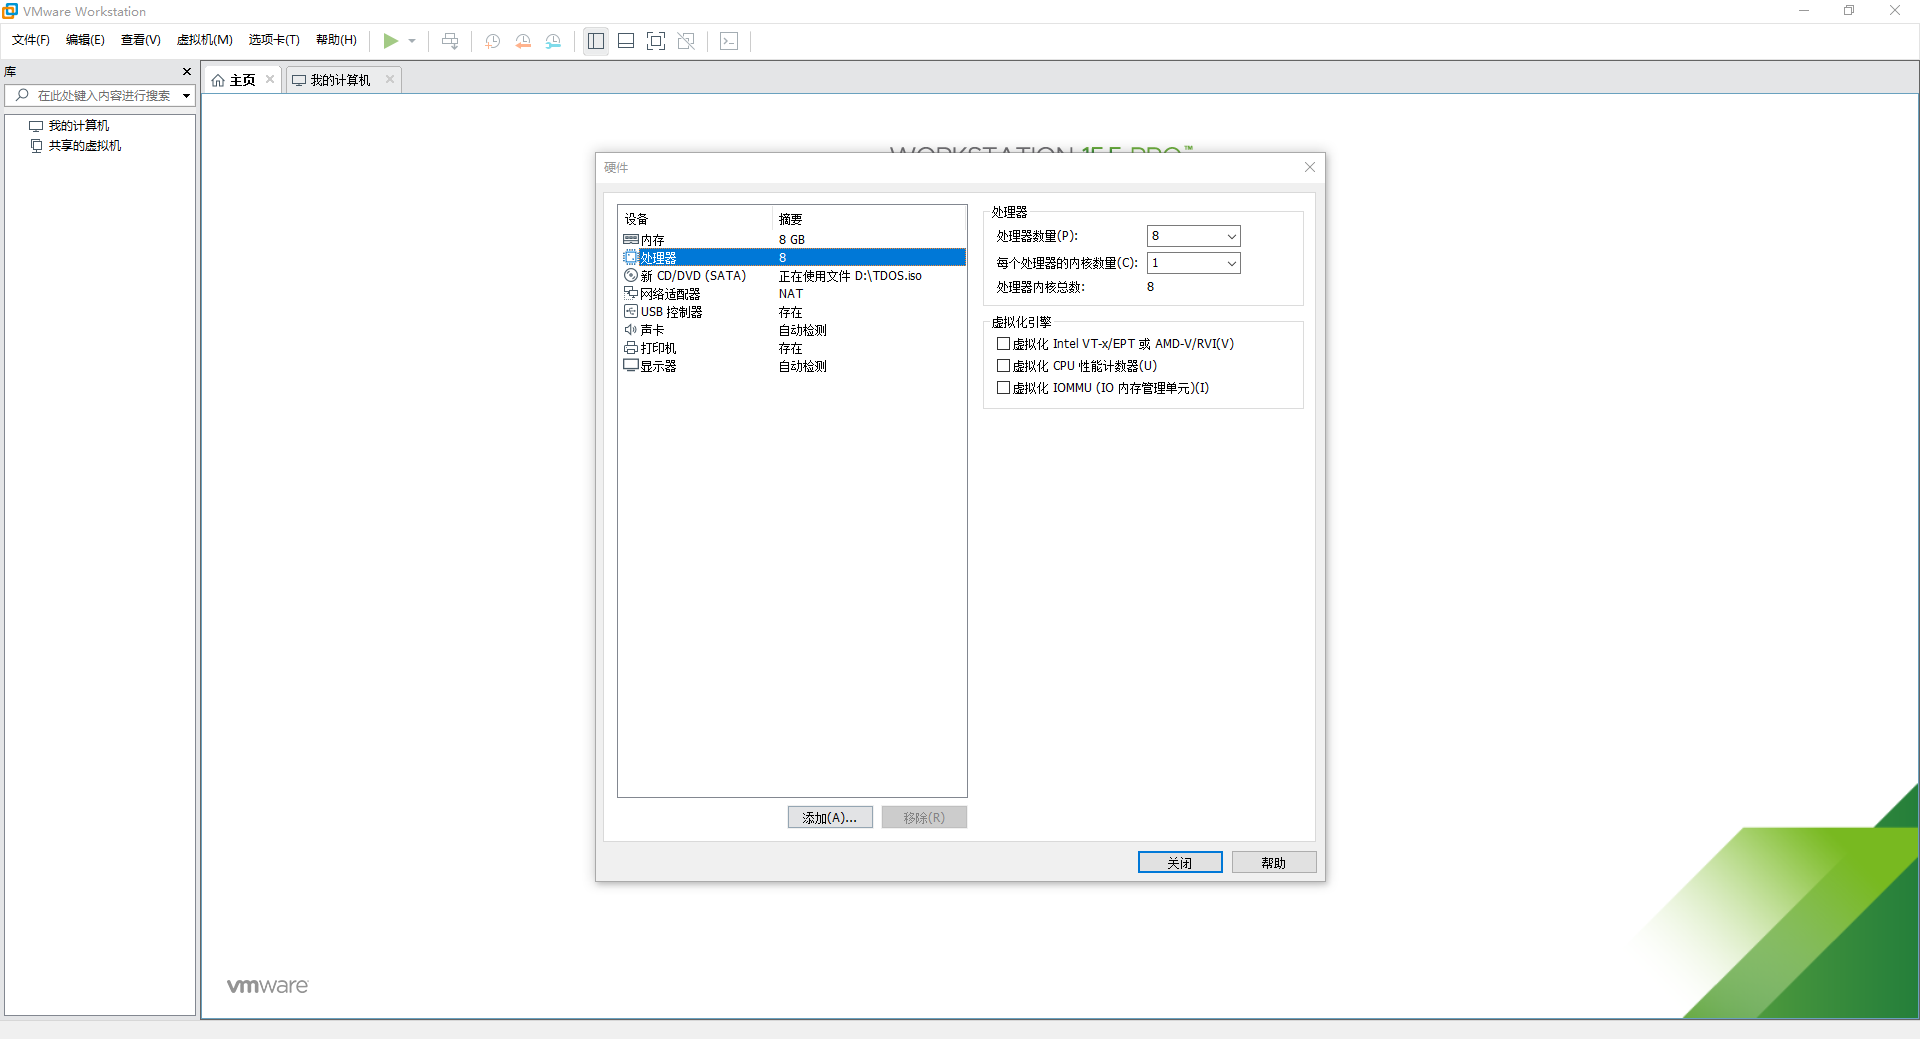 VMware Workstation
文件(F) 编辑(E) 查看(V) 虚拟机(M) 选项卡(T) 帮助(H)
库
在此处键入内容进行搜索
我的计算机
共享的虚拟机
主页 我的计算机
WORKSTATION 15.5 PRO™
硬件
设备 摘要
内存 8 GB
处理器 8
新 CD/DVD (SATA) 正在使用文件 D:\TDOS.iso
网络适配器 NAT
USB 控制器 存在
声卡 自动检测
打印机 存在
显示器 自动检测
添加(A)... 移除(R)
处理器
处理器数量(P): 8
每个处理器的内核数量(C): 1
处理器内核总数: 8
虚拟化引擎
虚拟化 Intel VT-x/EPT 或 AMD-V/RVI(V)
虚拟化 CPU 性能计数器(U)
虚拟化 IOMMU (IO 内存管理单元)(I)
关闭 帮助
vmware